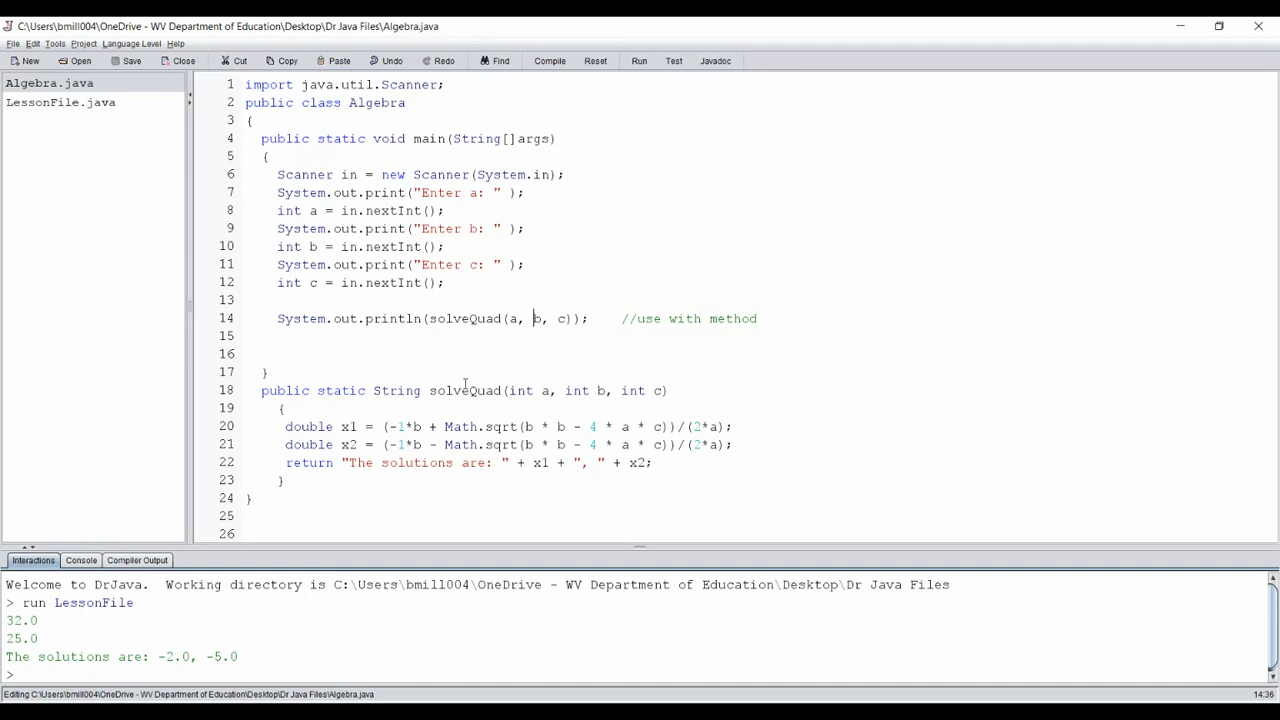 C:\Users\bmill004\OneDrive - WV Department of Education\Desktop\Dr Java Files\Algebra.java
File Edit Tools Project Language Level Help
New Open Save Close Cut Copy Paste Undo Redo Find Compile Reset Run Test Javadoc
Algebra.java
LessonFile.java
1 import java.util.Scanner;
2 public class Algebra
3 {
4 public static void main(String[]args)
5 {
6 Scanner in = new Scanner(System.in);
7 System.out.print("Enter a: " );
8 int a = in.nextInt();
9 System.out.print("Enter b: " );
10 int b = in.nextInt();
11 System.out.print("Enter c: " );
12 int c = in.nextInt();
13
14 System.out.println(solveQuad(a, b, c)); //use with method
15
16
17 }
18 public static String solveQuad(int a, int b, int c)
19 {
20 double x1 = (-1*b + Math.sqrt(b * b - 4 * a * c))/(2*a);
21 double x2 = (-1*b - Math.sqrt(b * b - 4 * a * c))/(2*a);
22 return "The solutions are: " + x1 + ", " + x2;
23 }
24 }
25
26
Interactions Console Compiler Output
Welcome to DrJava. Working directory is C:\Users\bmill004\OneDrive - WV Department of Education\Desktop\Dr Java Files
> run LessonFile
32.0
25.0
The solutions are: -2.0, -5.0
>
Editing C:\Users\bmill004\OneDrive - WV Department of Education\Desktop\Dr Java Files\Algebra.java 14:36